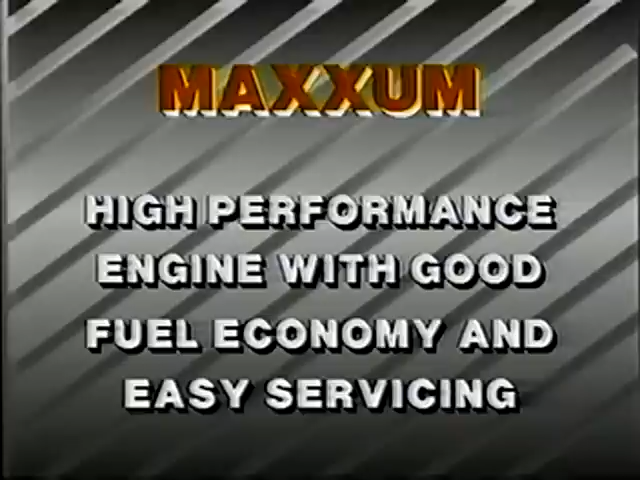 MAXXUM
HIGH PERFORMANCE
ENGINE WITH GOOD
FUEL ECONOMY AND
EASY SERVICING